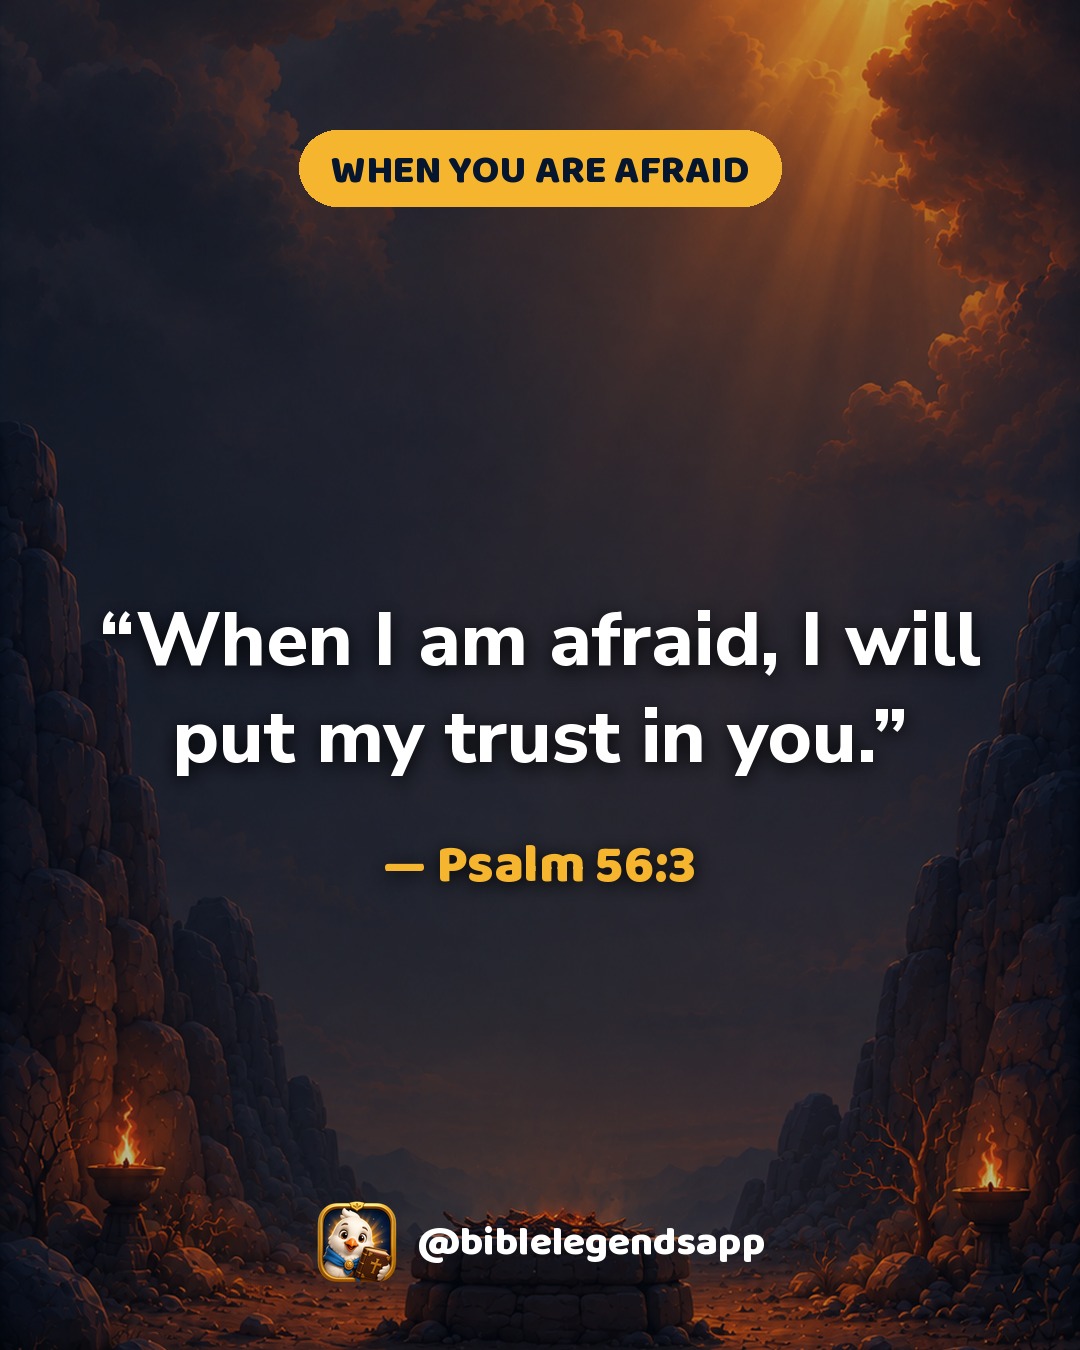 WHEN YOU ARE AFRAID
“When I am afraid, I will
put my trust in you.”
— Psalm 56:3
@biblelegendsapp